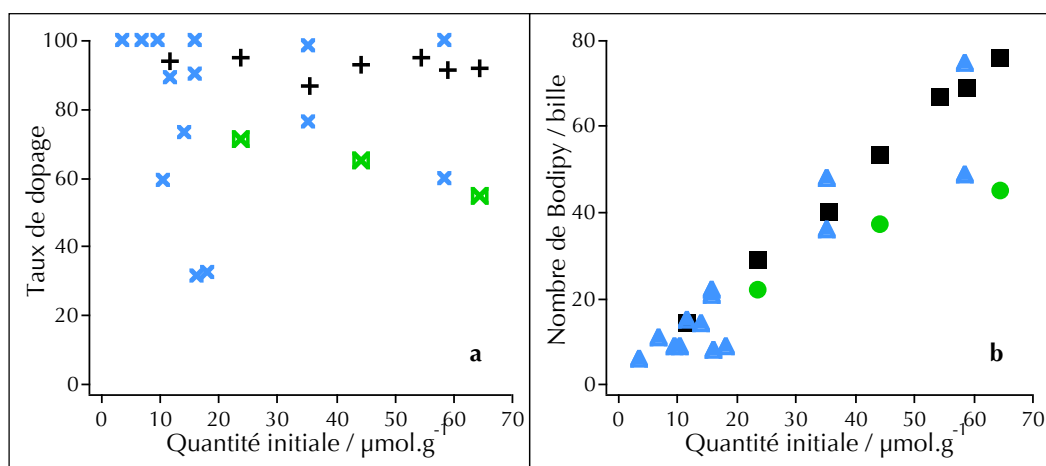 100
80
60
40
20
0
Taux de dopage
0 10 20 30 40 50 60 70
Quantité initiale / µmol.g-1
a
80
60
40
20
0
Nombre de Bodipy / bille
0 10 20 30 40 50 60 70
Quantité initiale / µmol.g-1
b